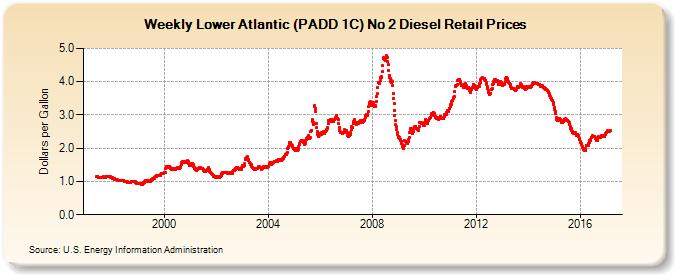 Weekly Lower Atlantic (PADD 1C) No 2 Diesel Retail Prices
Dollars per Gallon
5.0
4.0
3.0
2.0
1.0
0.0
2000 2004 2008 2012 2016
Source: U.S. Energy Information Administration